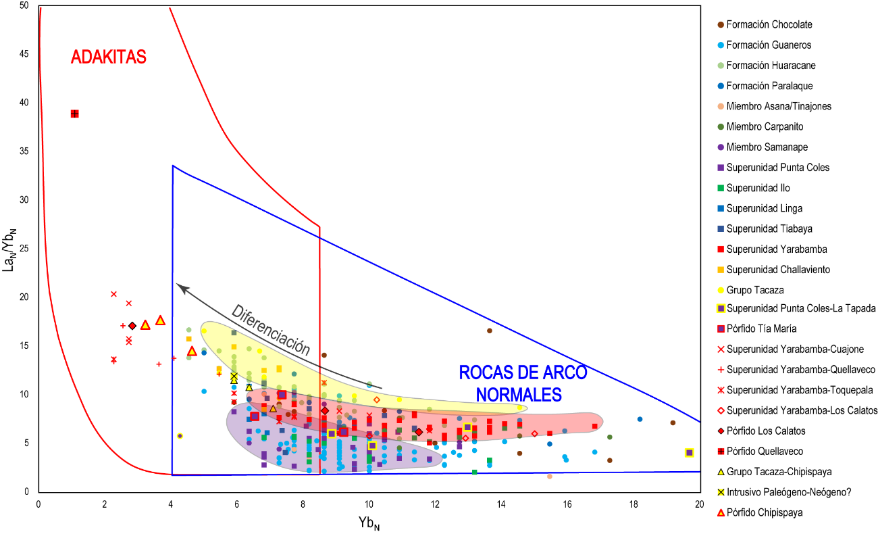 50
45
40
35
30
25
20
15
10
5
0
La_N/Yb_N
0
2
4
6
8
10
12
14
16
18
20
Yb_N
ADAKITAS
Diferenciación
ROCAS DE ARCO
NORMALES
Formación Chocolate
Formación Guaneros
Formación Huaracane
Formación Paralaque
Miembro Asana/Tinajones
Miembro Carpanito
Miembro Samanape
Superunidad Punta Coles
Superunidad Ilo
Superunidad Linga
Superunidad Tiabaya
Superunidad Yarabamba
Superunidad Challaviento
Grupo Tacaza
Superunidad Punta Coles-La Tapada
Pórfido Tía María
Superunidad Yarabamba-Cuajone
Superunidad Yarabamba-Quellaveco
Superunidad Yarabamba-Toquepala
Superunidad Yarabamba-Los Calatos
Pórfido Los Calatos
Pórfido Quellaveco
Grupo Tacaza-Chipispaya
Intrusivo Paleógeno-Neógeno?
Pórfido Chipispaya